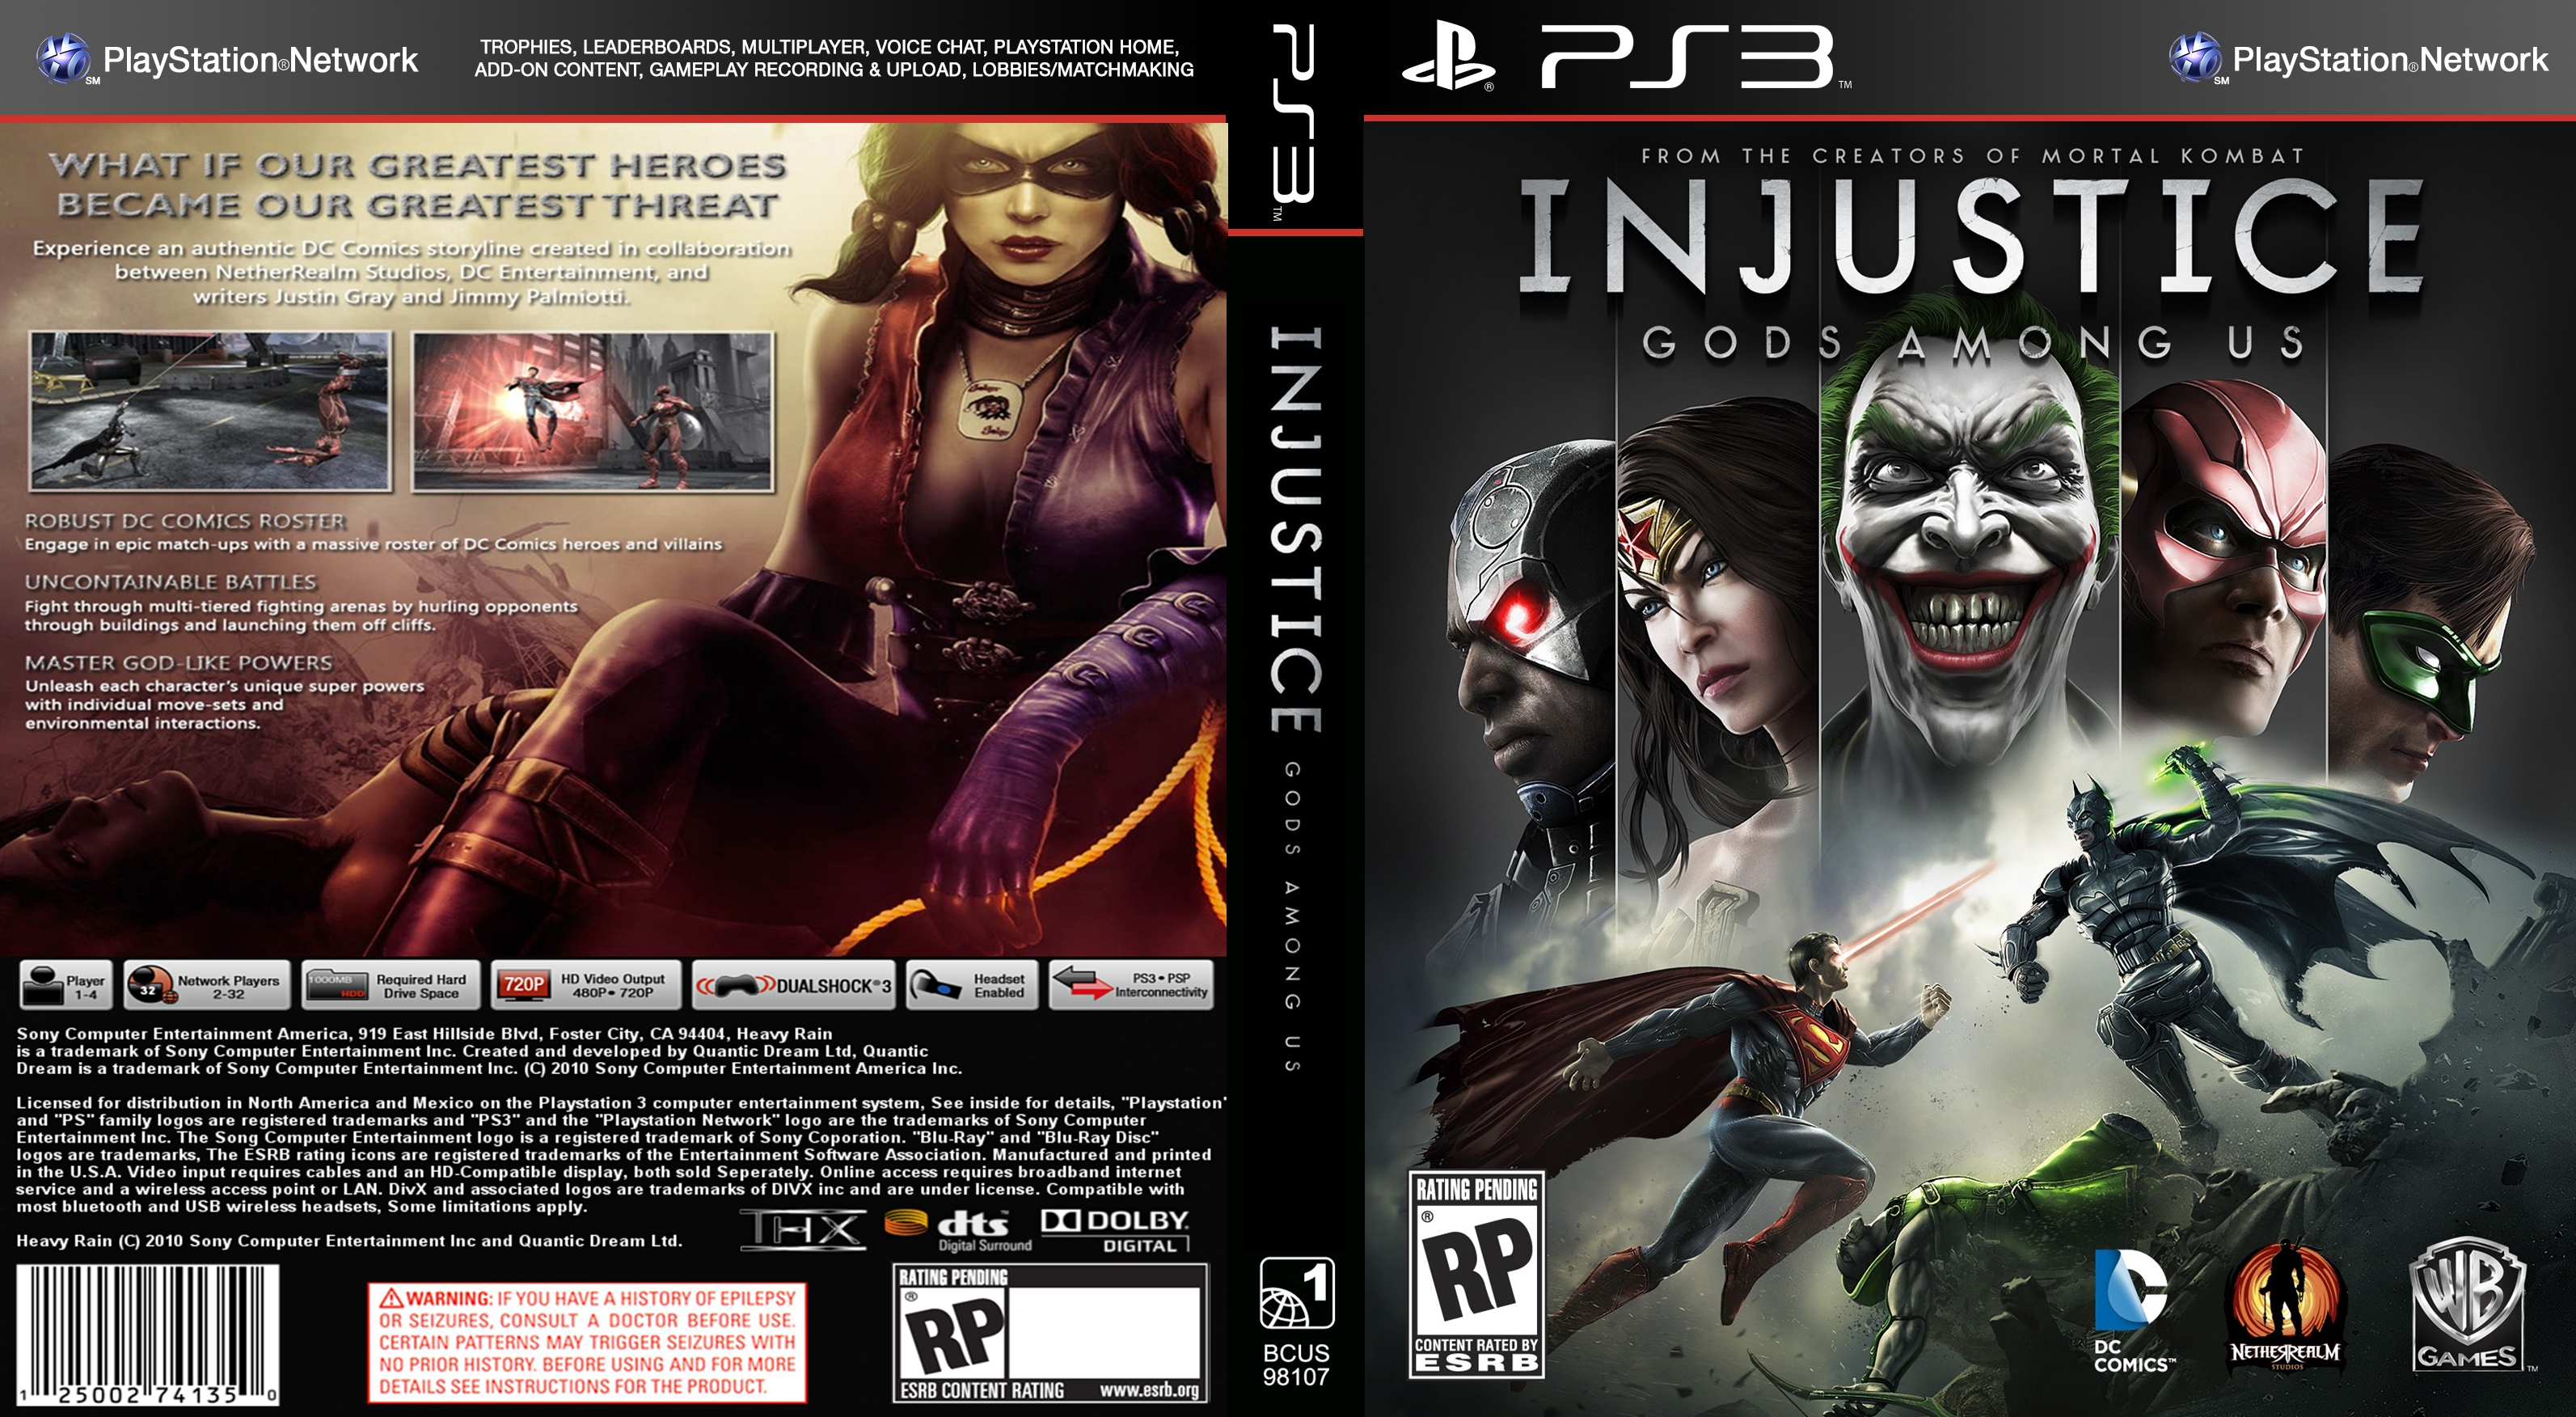 PlayStation®Network
SM
TROPHIES, LEADERBOARDS, MULTIPLAYER, VOICE CHAT, PLAYSTATION HOME,
ADD-ON CONTENT, GAMEPLAY RECORDING & UPLOAD, LOBBIES/MATCHMAKING
WHAT IF OUR GREATEST HEROES
BECAME OUR GREATEST THREAT
Experience an authentic DC Comics storyline created in collaboration
between NetherRealm Studios, DC Entertainment, and
writers Justin Gray and Jimmy Palmiotti.
ROBUST DC COMICS ROSTER
Engage in epic match-ups with a massive roster of DC Comics heroes and villains
UNCONTAINABLE BATTLES
Fight through multi-tiered fighting arenas by hurling opponents
through buildings and launching them off cliffs.
MASTER GOD-LIKE POWERS
Unleash each character's unique super powers
with individual move-sets and
environmental interactions.
Player
1-4
32
Network Players
2-32
1000MB
HDD
Required Hard
Drive Space
720P
HD Video Output
480P•720P
DUALSHOCK®3
Headset
Enabled
PS3•PSP
Interconnectivity
Sony Computer Entertainment America, 919 East Hillside Blvd, Foster City, CA 94404, Heavy Rain
is a trademark of Sony Computer Entertainment Inc. Created and developed by Quantic Dream Ltd, Quantic
Dream is a trademark of Sony Computer Entertainment Inc. (C) 2010 Sony Computer Entertainment America Inc.
Licensed for distribution in North America and Mexico on the Playstation 3 computer entertainment system, See inside for details, "Playstation"
and "PS" family logos are registered trademarks and "PS3" and the "Playstation Network" logo are the trademarks of Sony Computer
Entertainment Inc. The Song Computer Entertainment logo is a registered trademark of Sony Coporation. "Blu-Ray" and "Blu-Ray Disc"
logos are trademarks, The ESRB rating icons are registered trademarks of the Entertainment Software Association. Manufactured and printed
in the U.S.A. Video input requires cables and an HD-Compatible display, both sold Seperately. Online access requires broadband internet
service and a wireless access point or LAN. DivX and associated logos are trademarks of DIVX inc and are under license. Compatible with
most bluetooth and USB wireless headsets, Some limitations apply.
Heavy Rain (C) 2010 Sony Computer Entertainment Inc and Quantic Dream Ltd.
THX
dts™
Digital Surround
DOLBY
DIGITAL
1 25002 74135 0
WARNING: IF YOU HAVE A HISTORY OF EPILEPSY
OR SEIZURES, CONSULT A DOCTOR BEFORE USE.
CERTAIN PATTERNS MAY TRIGGER SEIZURES WITH
NO PRIOR HISTORY. BEFORE USING AND FOR MORE
DETAILS SEE INSTRUCTIONS FOR THE PRODUCT.
RATING PENDING
RP
®
ESRB CONTENT RATING www.esrb.org
PS3™
INJUSTICE
GODS AMONG US
1
BCUS
98107
PS3™
PlayStation®Network
SM
FROM THE CREATORS OF MORTAL KOMBAT
INJUSTICE
GODS AMONG US
RATING PENDING
®
RP
CONTENT RATED BY
ESRB
DC
COMICS™
NETHERREALM
STUDIOS
WB
GAMES™